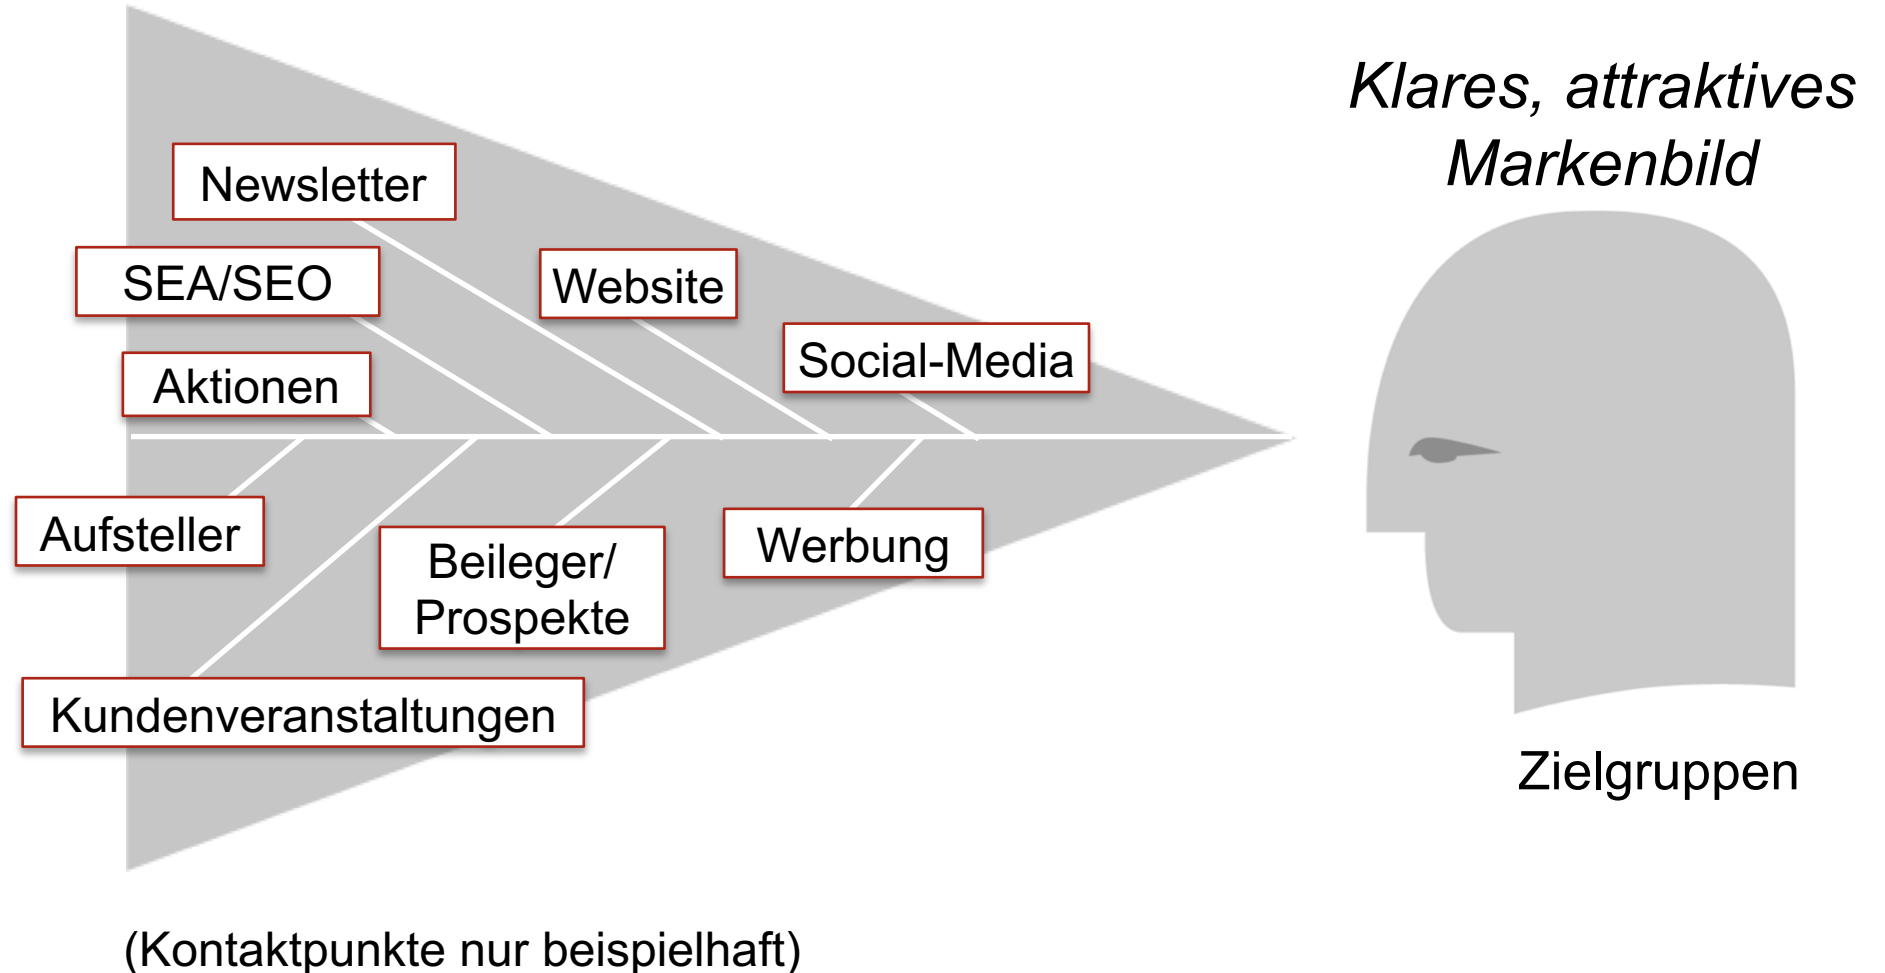 Klares, attraktives
Markenbild
Newsletter
SEA/SEO
Website
Social-Media
Aktionen
Aufsteller
Beileger/
Prospekte
Werbung
Kundenveranstaltungen
Zielgruppen
(Kontaktpunkte nur beispielhaft)